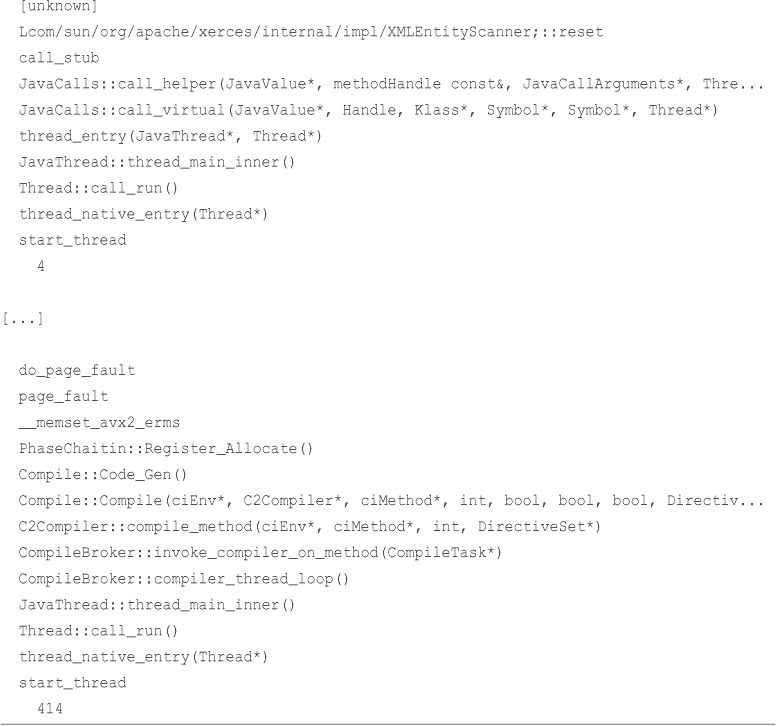 [unknown]
Lcom/sun/org/apache/xerces/internal/impl/XMLEntityScanner;::reset
call_stub
JavaCalls::call_helper(JavaValue*, methodHandle const&, JavaCallArguments*, Thre...
JavaCalls::call_virtual(JavaValue*, Handle, Klass*, Symbol*, Symbol*, Thread*)
thread_entry(JavaThread*, Thread*)
JavaThread::thread_main_inner()
Thread::call_run()
thread_native_entry(Thread*)
start_thread
4
[...]
do_page_fault
page_fault
__memset_avx2_erms
PhaseChaitin::Register_Allocate()
Compile::Code_Gen()
Compile::Compile(ciEnv*, C2Compiler*, ciMethod*, int, bool, bool, bool, Directiv...
C2Compiler::compile_method(ciEnv*, ciMethod*, int, DirectiveSet*)
CompileBroker::invoke_compiler_on_method(CompileTask*)
CompileBroker::compiler_thread_loop()
JavaThread::thread_main_inner()
Thread::call_run()
thread_native_entry(Thread*)
start_thread
414